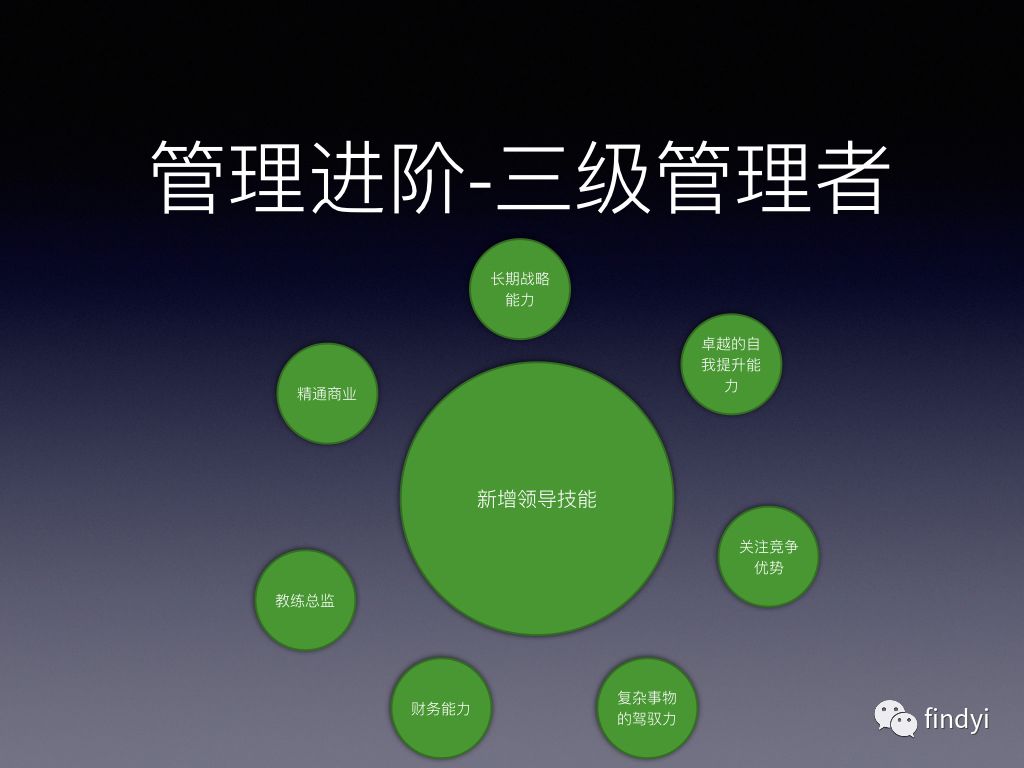 管理进阶-三级管理者
长期战略
能力
卓越的自
我提升能
力
精通商业
新增领导技能
关注竞争
优势
教练总监
财务能力
复杂事物
的驾驭力
findyi